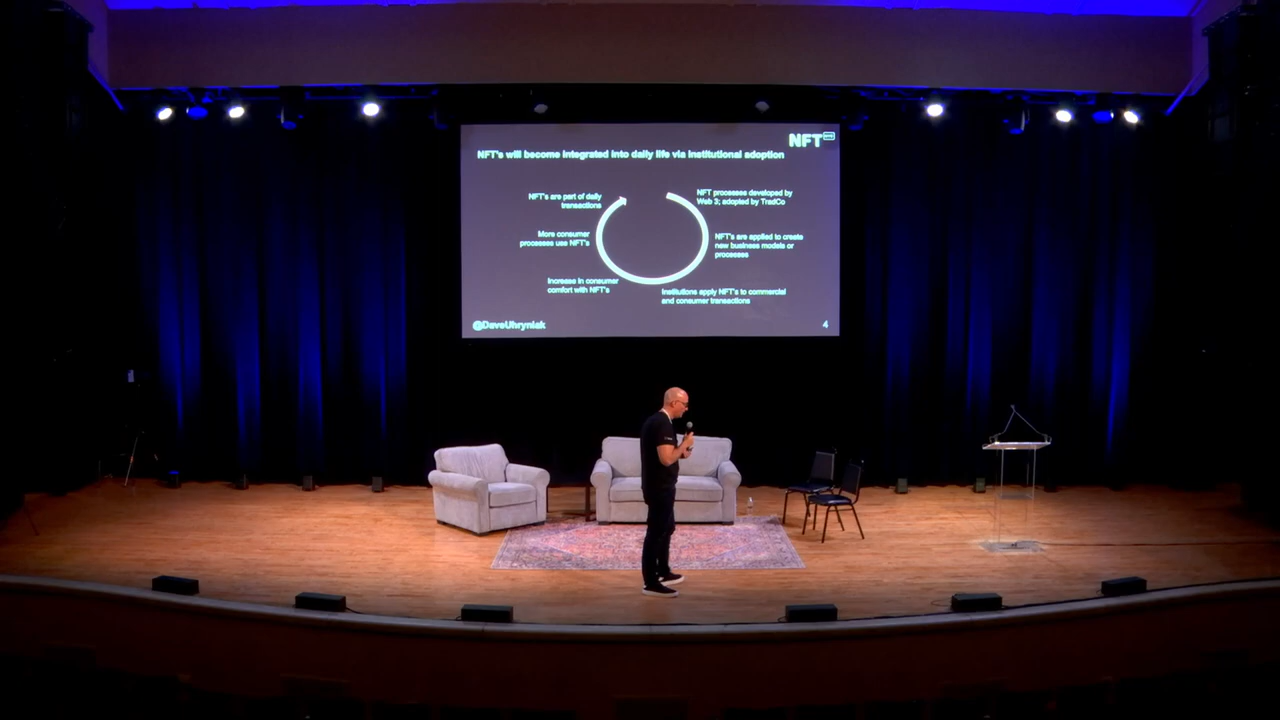 NFT
NFT's will become integrated into daily life via institutional adoption
NFT's are part of daily
transactions
NFT processes developed by
Web 3; adopted by TradCo
More consumer
processes use NFT's
NFT's are applied to create
new business models or
processes
Increase in consumer
comfort with NFT's
Institutions apply NFT's to commercial
and consumer transactions
@DaveUhryniak
4